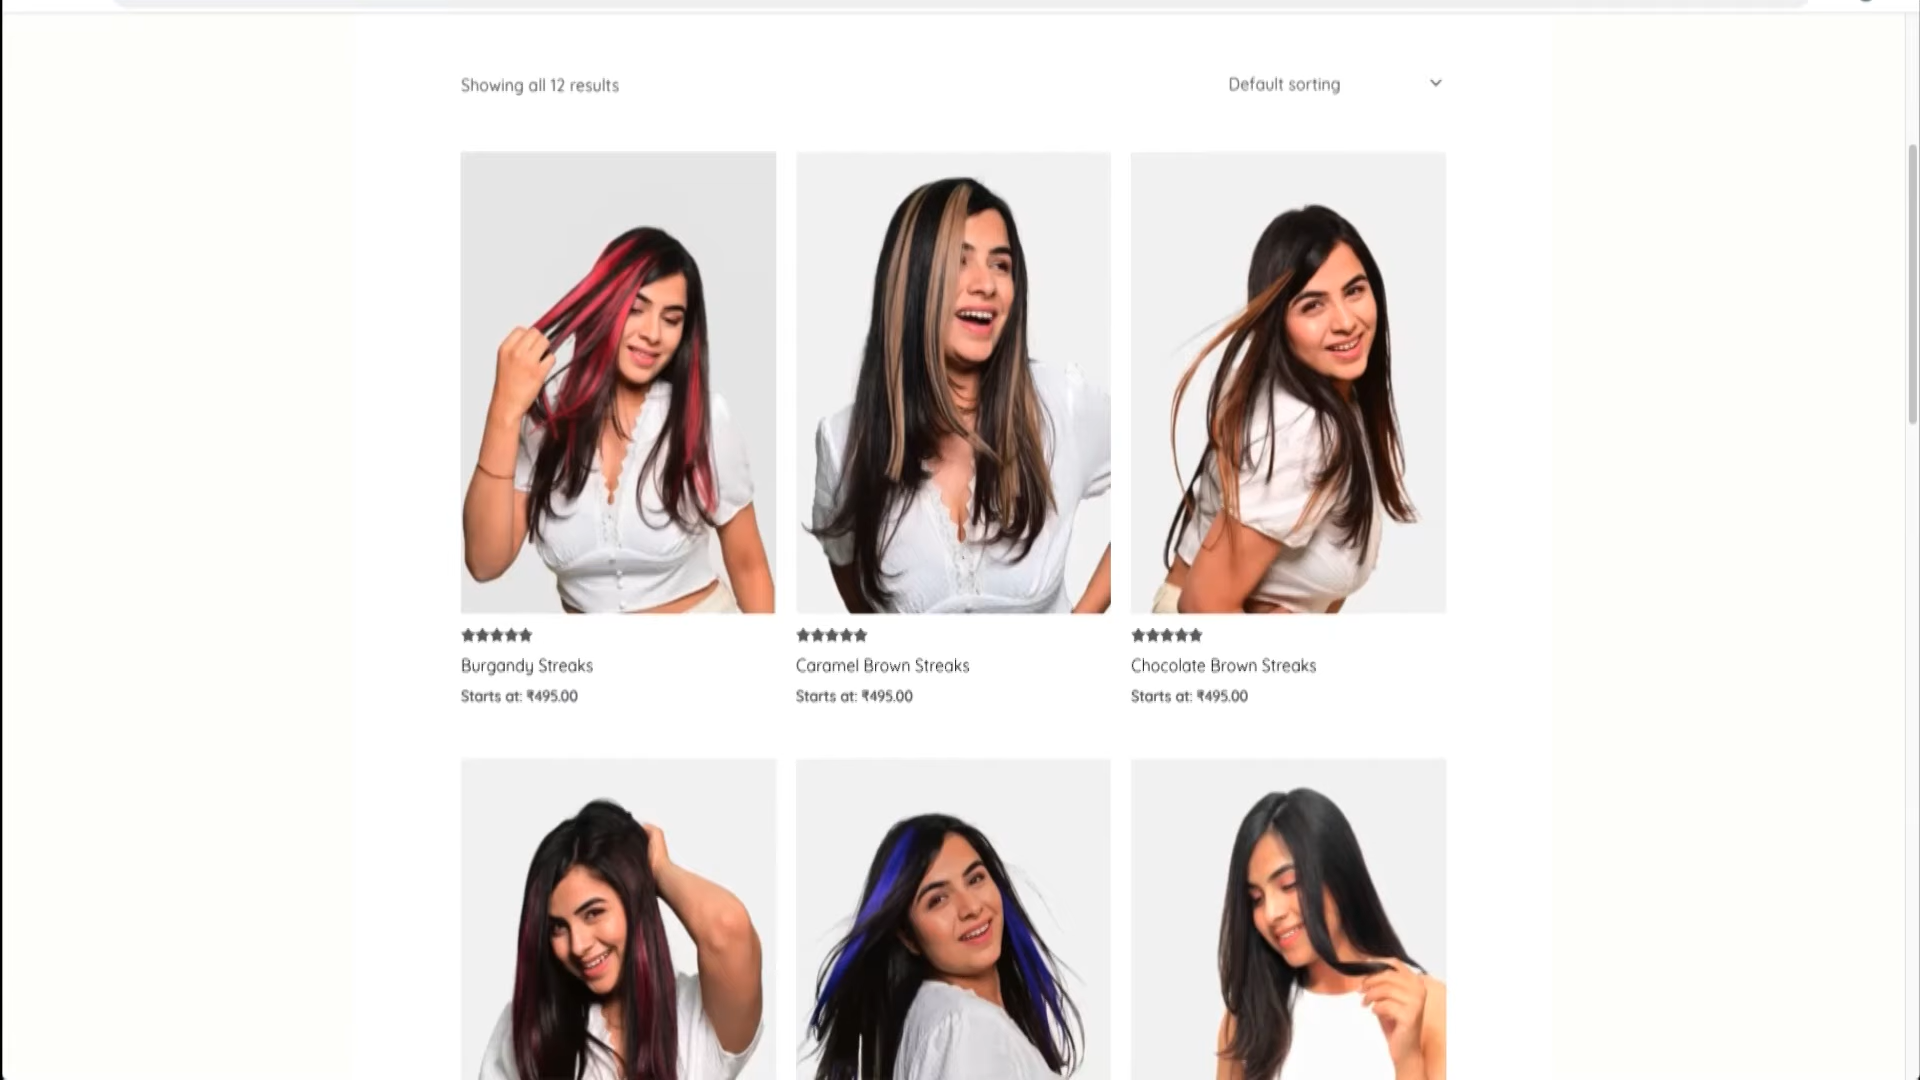 Showing all 12 results
Default sorting
Burgandy Streaks
Starts at: ₹495.00
Caramel Brown Streaks
Starts at: ₹495.00
Chocolate Brown Streaks
Starts at: ₹495.00